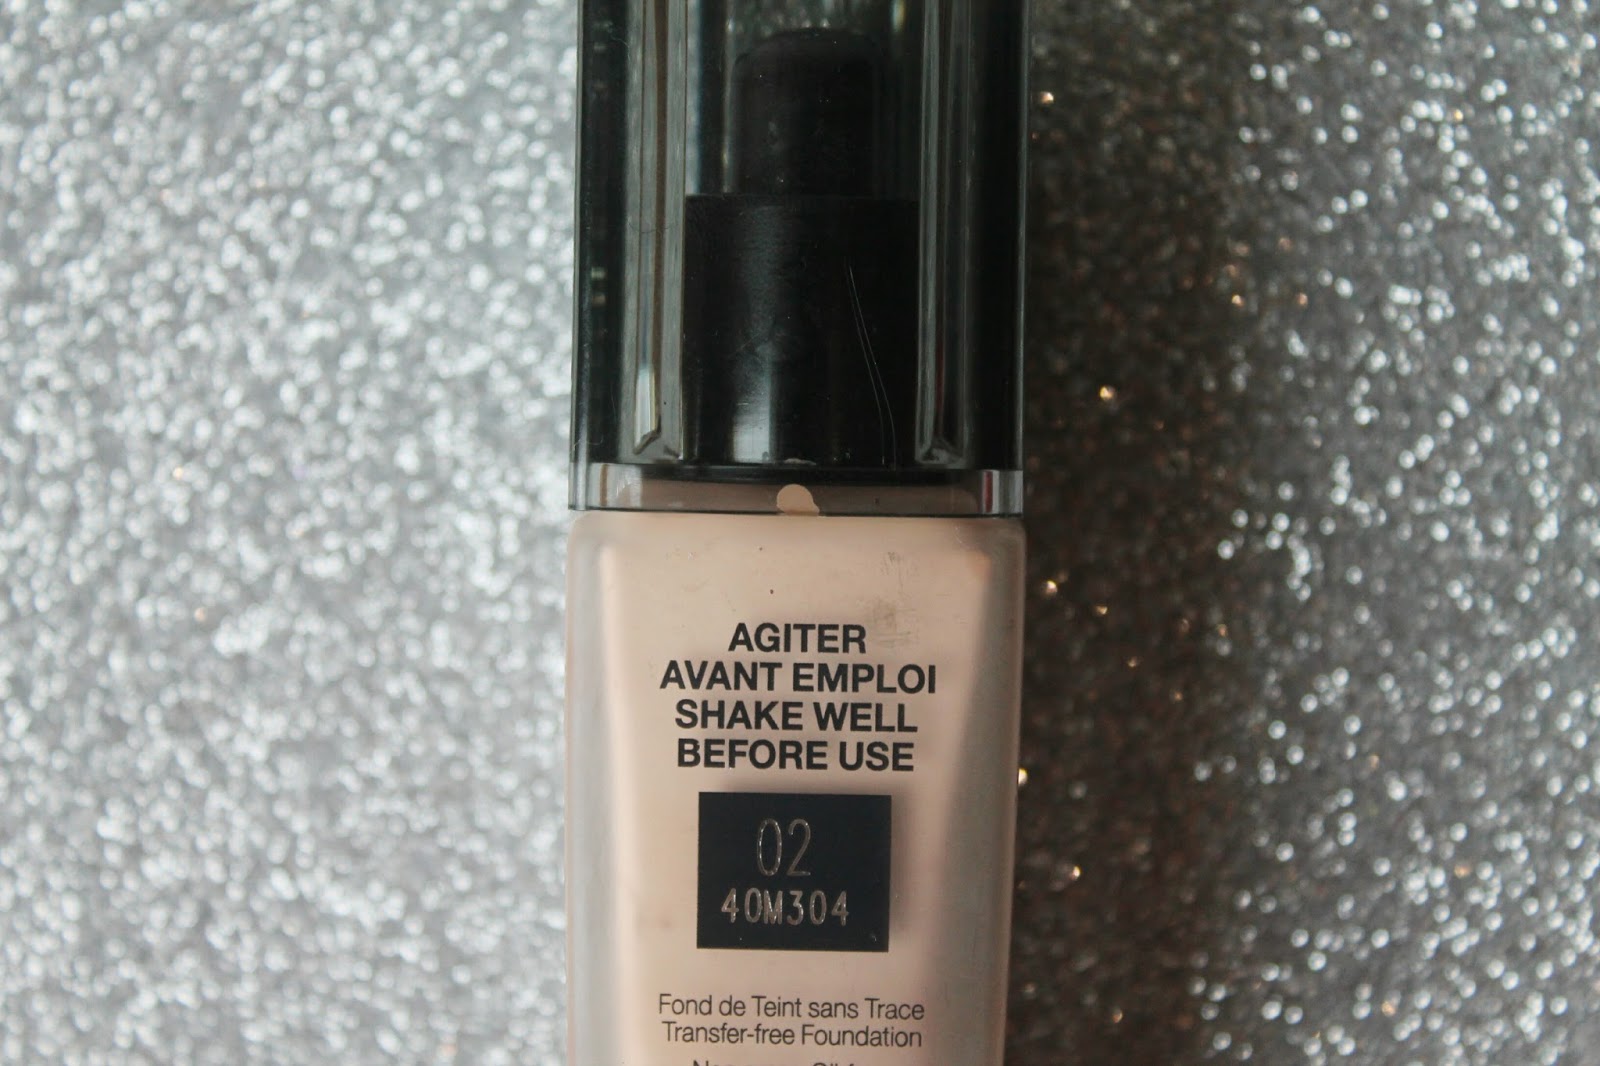 AGITER
AVANT EMPLOI
SHAKE WELL
BEFORE USE
02
40M304
Fond de Teint sans Trace
Transfer-free Foundation